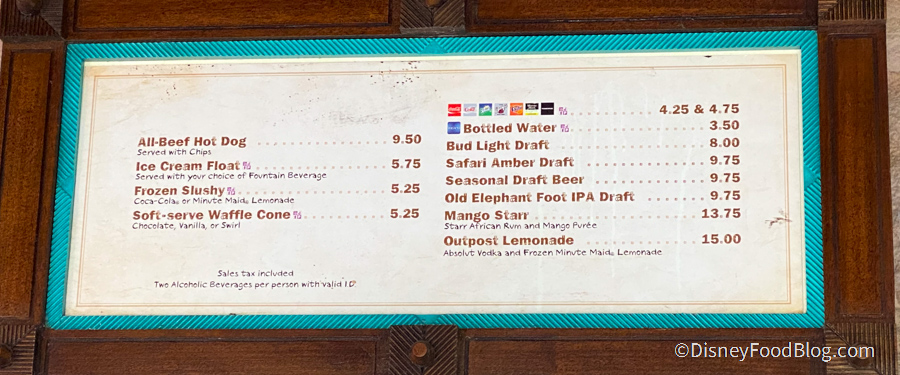 All-Beef Hot Dog 9.50
Served with Chips
Ice Cream Float 5.75
Served with your choice of Fountain Beverage
Frozen Slushy 5.25
Coca-Cola® or Minute Maid® Lemonade
Soft-serve Waffle Cone 5.25
Chocolate, Vanilla, or Swirl
Sales tax included
Two Alcoholic Beverages per person with valid I.D.
4.25 & 4.75
Bottled Water 3.50
Bud Light Draft 8.00
Safari Amber Draft 9.75
Seasonal Draft Beer 9.75
Old Elephant Foot IPA Draft 9.75
Mango Starr 13.75
Starr African Rum and Mango Purée
Outpost Lemonade 15.00
Absolut Vodka and Frozen Minute Maid® Lemonade
©DisneyFoodBlog.com